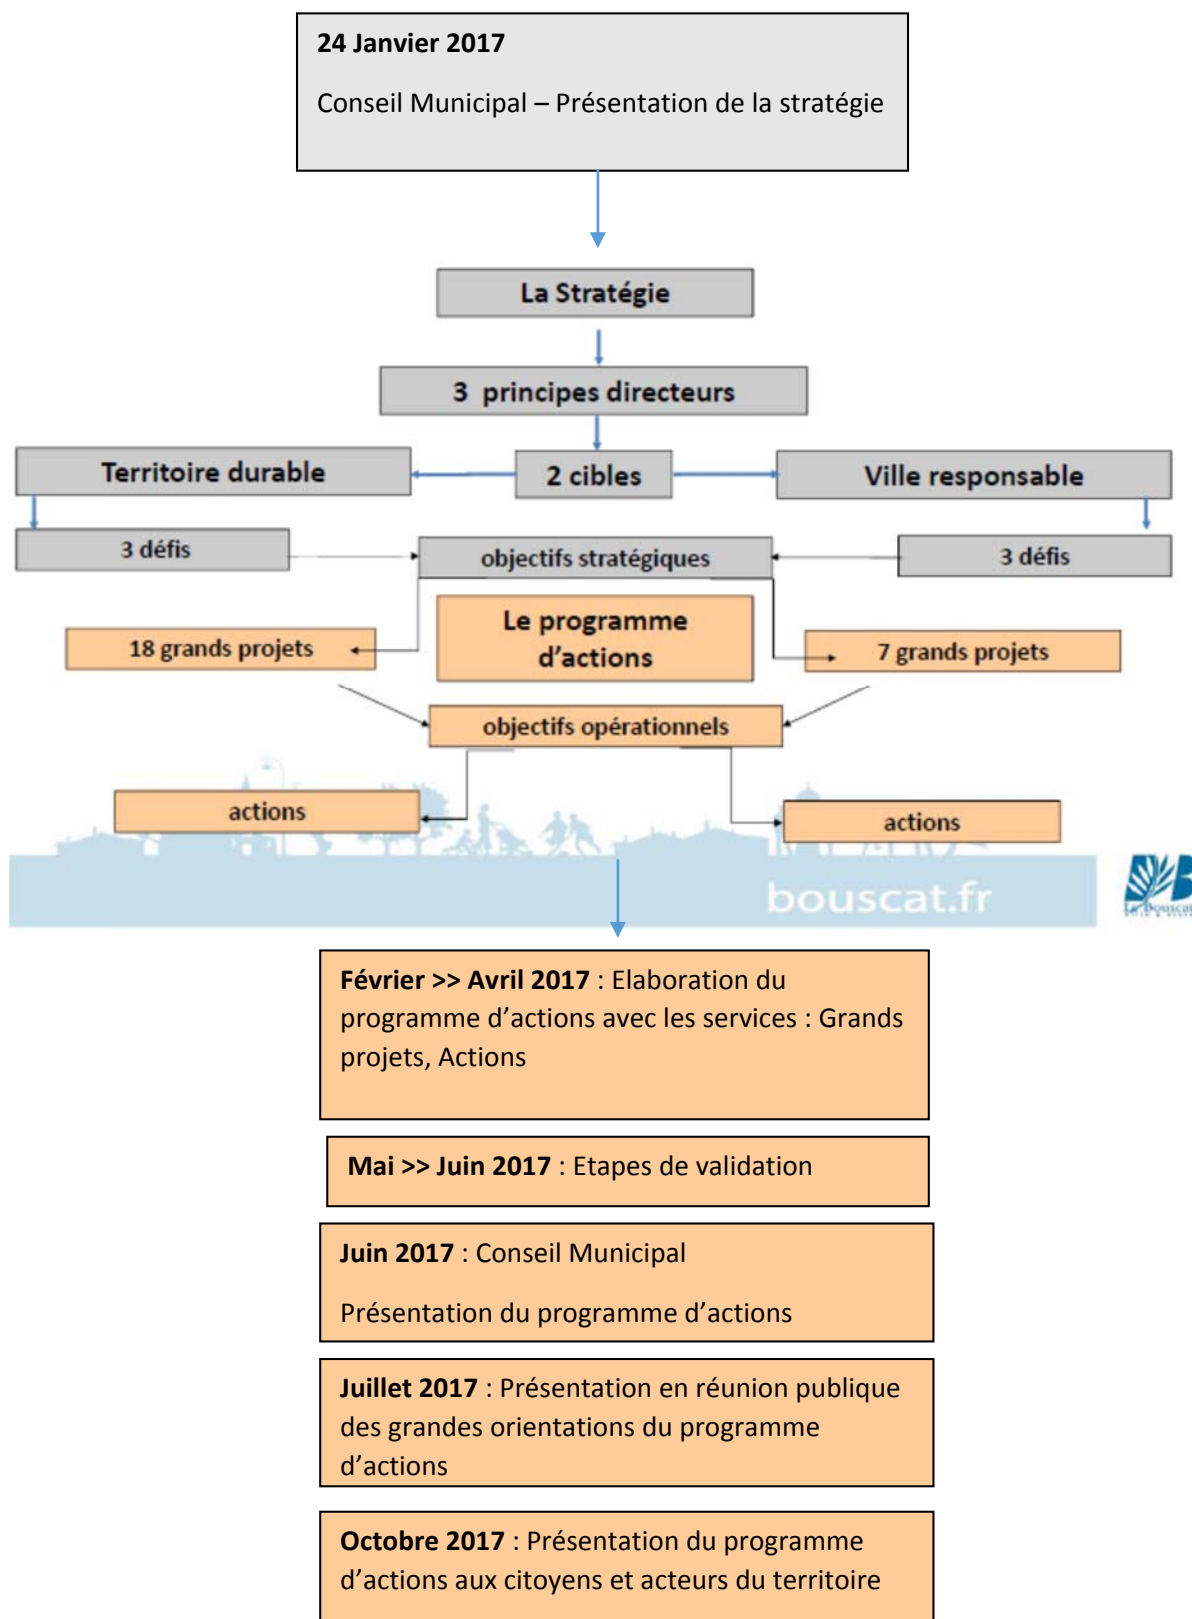 24 Janvier 2017
Conseil Municipal – Présentation de la stratégie
La Stratégie
3 principes directeurs
Territoire durable
2 cibles
Ville responsable
3 défis
objectifs stratégiques
3 défis
18 grands projets
Le programme
d’actions
7 grands projets
objectifs opérationnels
actions
actions
bouscat.fr
Le Bouscat
Février >> Avril 2017 : Elaboration du
programme d’actions avec les services : Grands
projets, Actions
Mai >> Juin 2017 : Etapes de validation
Juin 2017 : Conseil Municipal
Présentation du programme d’actions
Juillet 2017 : Présentation en réunion publique
des grandes orientations du programme
d’actions
Octobre 2017 : Présentation du programme
d’actions aux citoyens et acteurs du territoire